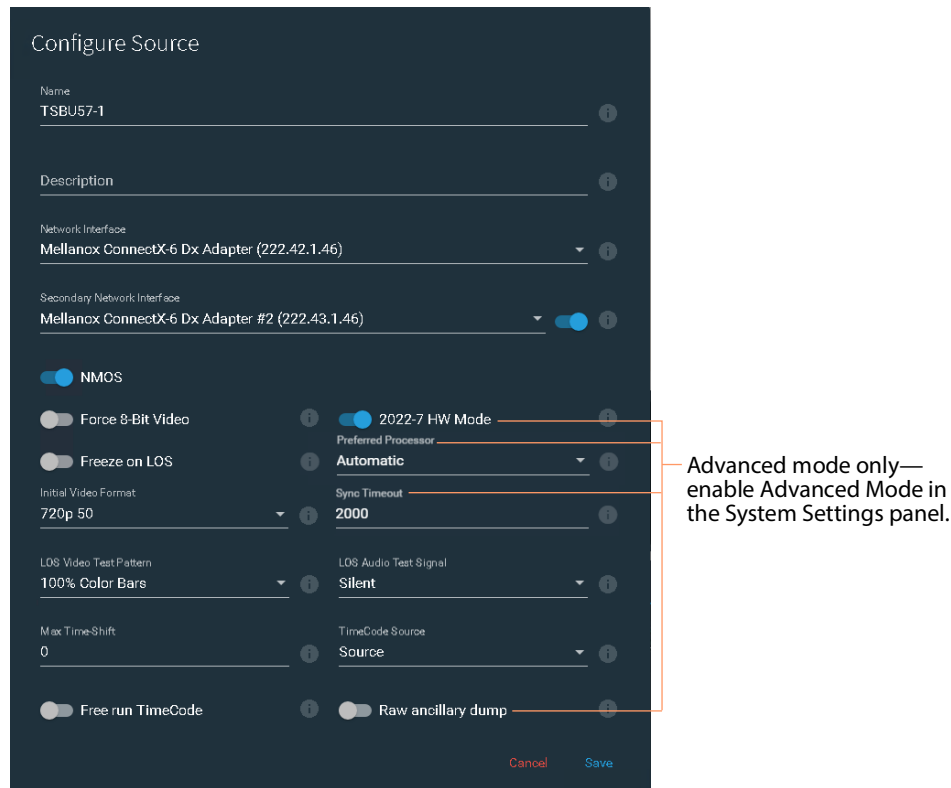 Configure Source
Name
TSBU57-1
Description
Network Interface
Mellanox ConnectX-6 Dx Adapter (222.42.1.46)
Secondary Network Interface
Mellanox ConnectX-6 Dx Adapter #2 (222.43.1.46)
NMOS
Force 8-Bit Video
2022-7 HW Mode
Freeze on LOS
Preferred Processor
Automatic
Initial Video Format
720p 50
Sync Timeout
2000
LOS Video Test Pattern
100% Color Bars
LOS Audio Test Signal
Silent
Max Time-Shift
0
TimeCode Source
Source
Free run TimeCode
Raw ancillary dump
Cancel
Save
Advanced mode only—
enable Advanced Mode in
the System Settings panel.